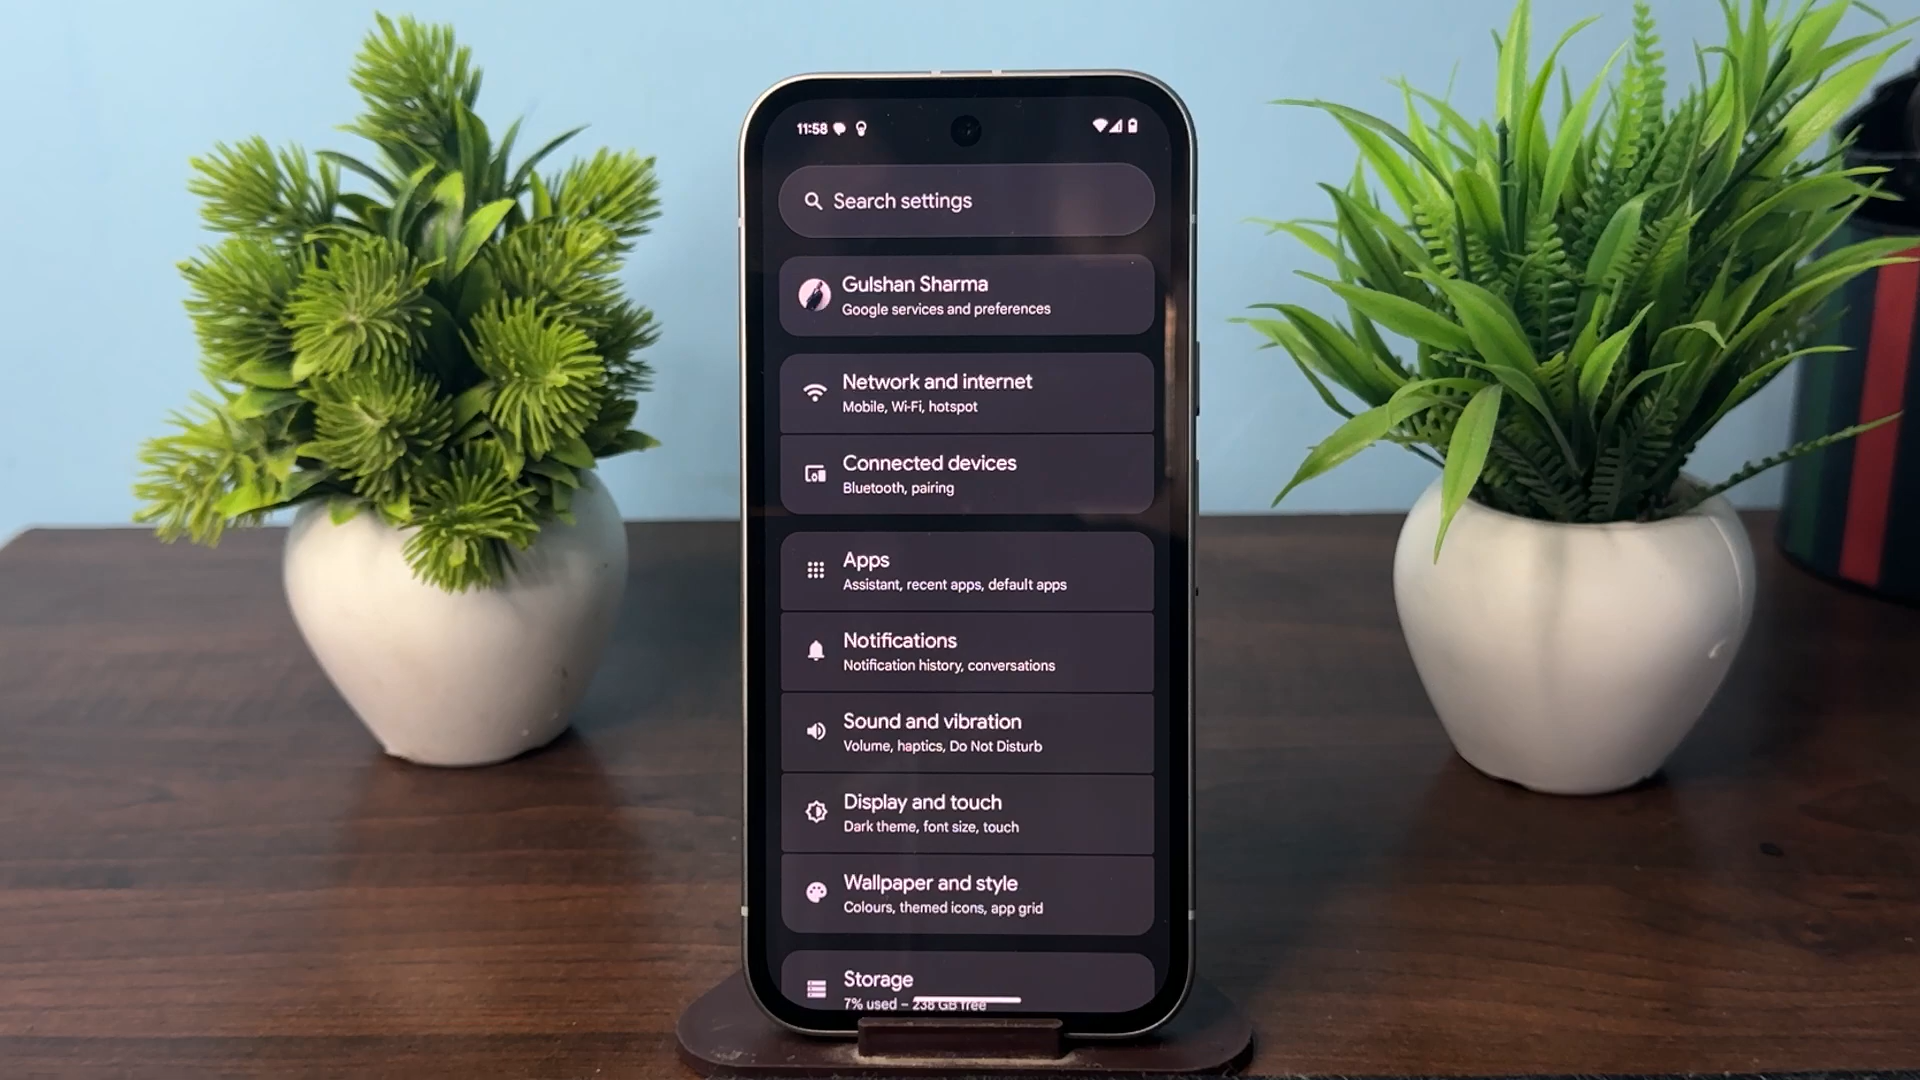 11:58
Search settings
Gulshan Sharma
Google services and preferences
Network and internet
Mobile, Wi-Fi, hotspot
Connected devices
Bluetooth, pairing
Apps
Assistant, recent apps, default apps
Notifications
Notification history, conversations
Sound and vibration
Volume, haptics, Do Not Disturb
Display and touch
Dark theme, font size, touch
Wallpaper and style
Colours, themed icons, app grid
Storage
7% used – 238 GB free